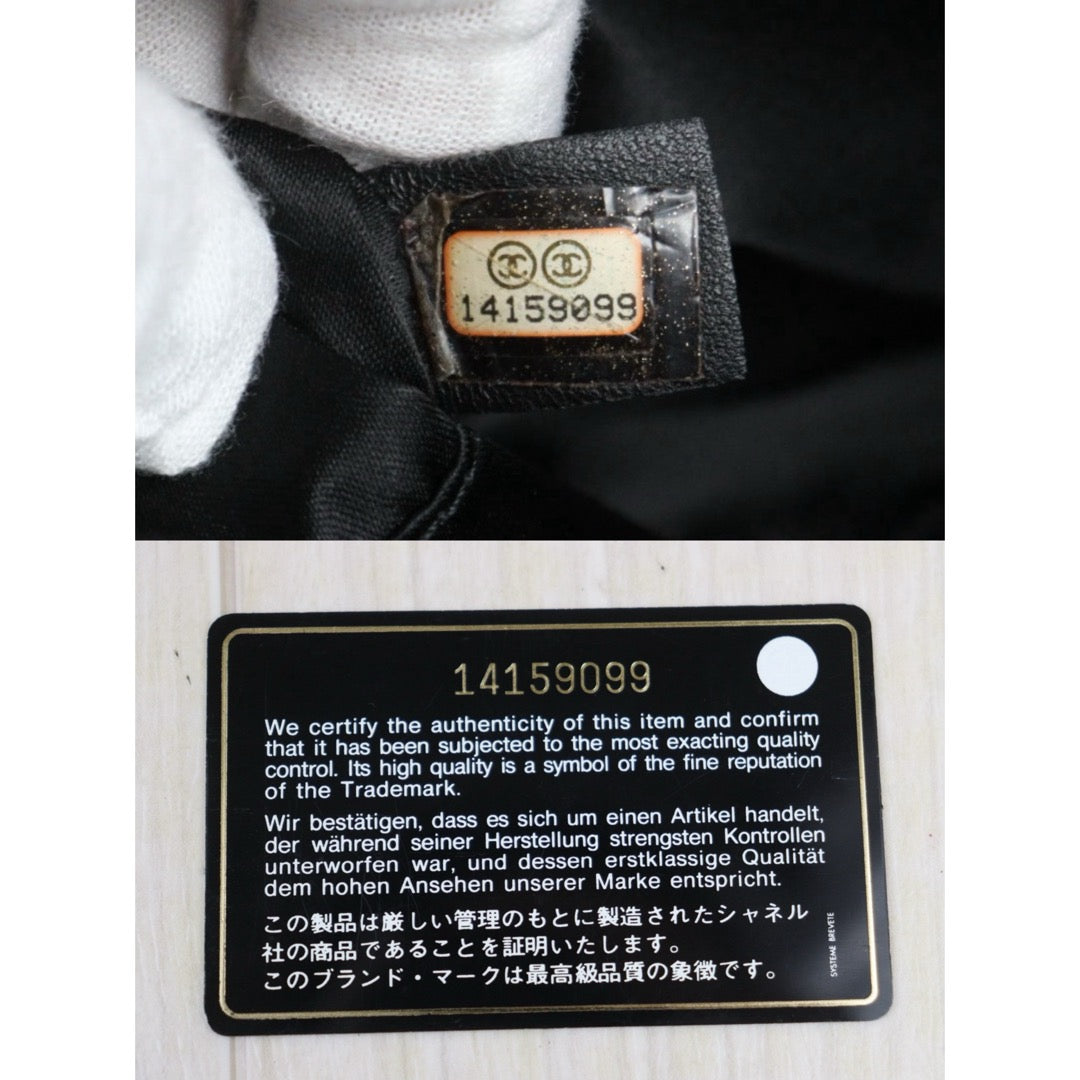 14159099
14159099
We certify the authenticity of this item and confirm
that it has been subjected to the most exacting quality
control. Its high quality is a symbol of the fine reputation
of the Trademark.
Wir bestätigen, dass es sich um einen Artikel handelt,
der während seiner Herstellung strengsten Kontrollen
unterworfen war, und dessen erstklassige Qualität
dem hohen Ansehen unserer Marke entspricht.
この製品は厳しい管理のもとに製造されたシャネル
社の商品であることを証明いたします。
このブランド・マークは最高級品質の象徴です。
SYSTEME BREVETE